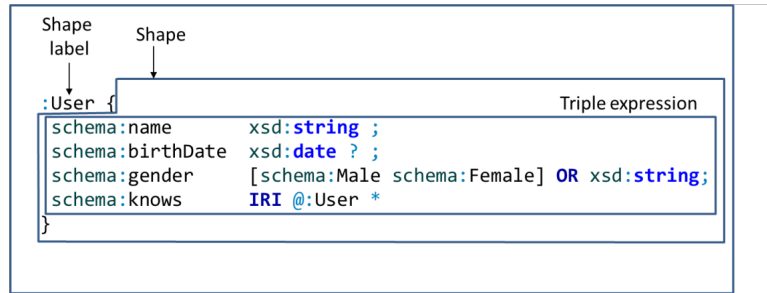 Shape
label
Shape
:User {
Triple expression
schema:name xsd:string ;
schema:birthDate xsd:date ? ;
schema:gender [schema:Male schema:Female] OR xsd:string;
schema:knows IRI @:User *
}